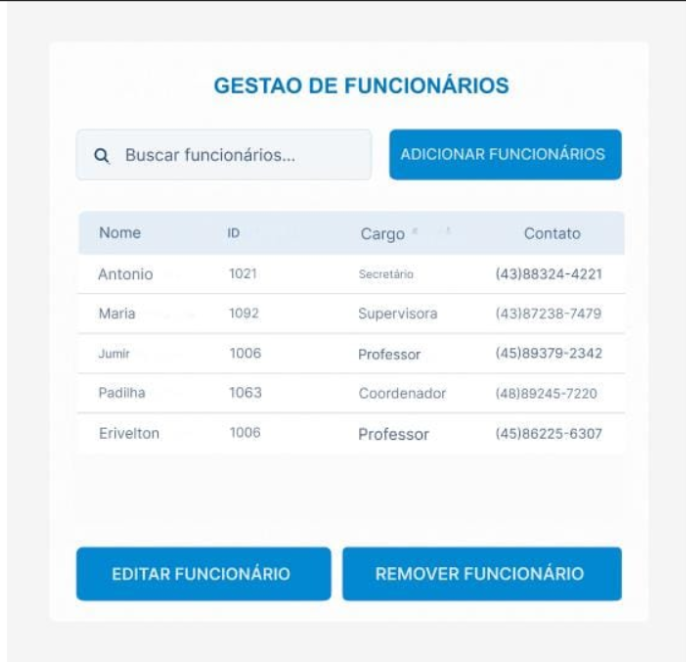 GESTAO DE FUNCIONÁRIOS
Buscar funcionários...
ADICIONAR FUNCIONÁRIOS
Nome ID Cargo Contato
Antonio 1021 Secretário (43)88324-4221
Maria 1092 Supervisora (43)87238-7479
Jumir 1006 Professor (45)89379-2342
Padilha 1063 Coordenador (48)89245-7220
Erivelton 1006 Professor (45)86225-6307
EDITAR FUNCIONÁRIO
REMOVER FUNCIONÁRIO